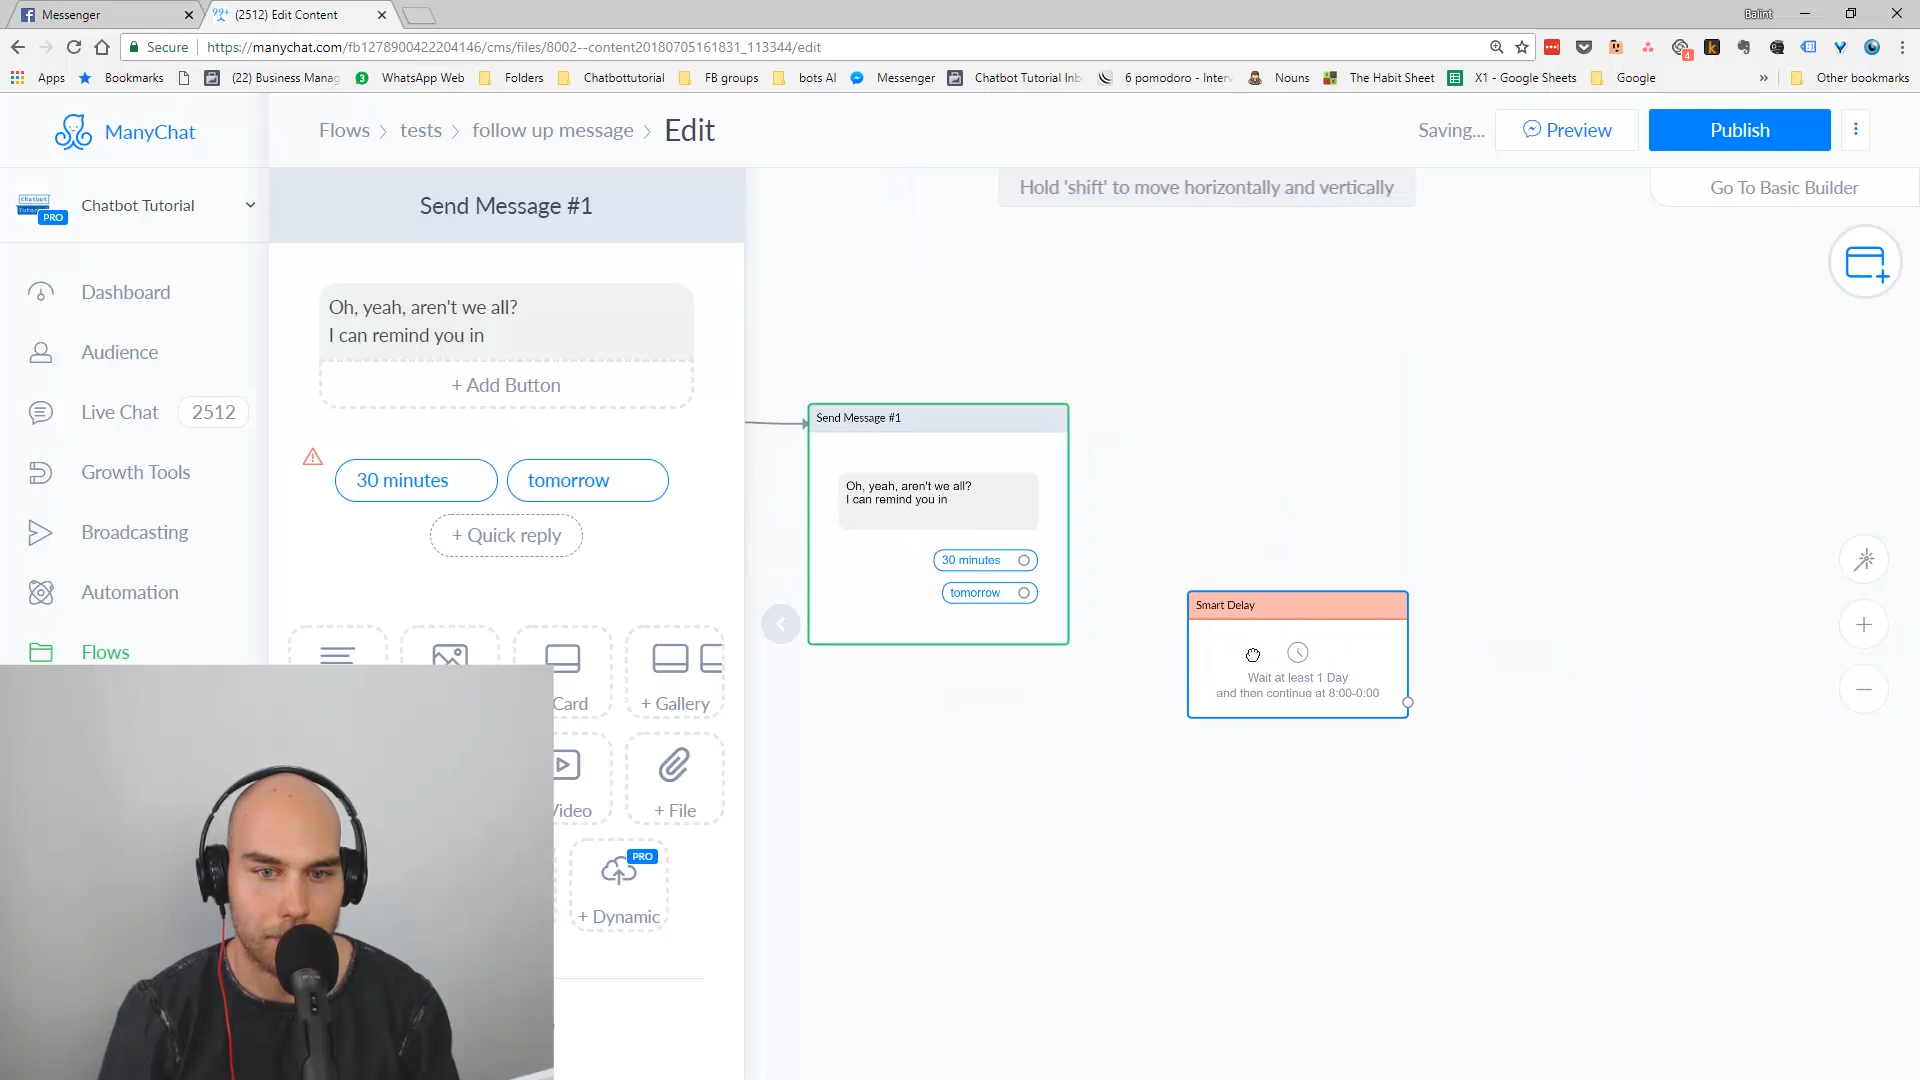 Messenger
99+
(2512) Edit Content
Balint
Secure
https://manychat.com/fb1278900422204146/cms/files/8002--content20180705161831_113344/edit
4
Apps
Bookmarks
(22) Business Manag
3
WhatsApp Web
Folders
Chatbottutorial
FB groups
bots AI
Messenger
Chatbot Tutorial Inb
6 pomodoro - Interv
Nouns
The Habit Sheet
X1 - Google Sheets
Google
»
Other bookmarks
ManyChat
Flows
tests
follow up message
Edit
Saving...
Preview
Publish
PRO
Chatbot Tutorial
Send Message #1
Hold 'shift' to move horizontally and vertically
Go To Basic Builder
Dashboard
Audience
Live Chat
2512
Growth Tools
Broadcasting
Automation
Flows
Oh, yeah, aren't we all?
I can remind you in
+ Add Button
30 minutes
tomorrow
+ Quick reply
Card
+ Gallery
Video
+ File
PRO
+ Dynamic
Send Message #1
Oh, yeah, aren't we all?
I can remind you in
30 minutes
tomorrow
Smart Delay
Wait at least 1 Day
and then continue at 8:00-0:00